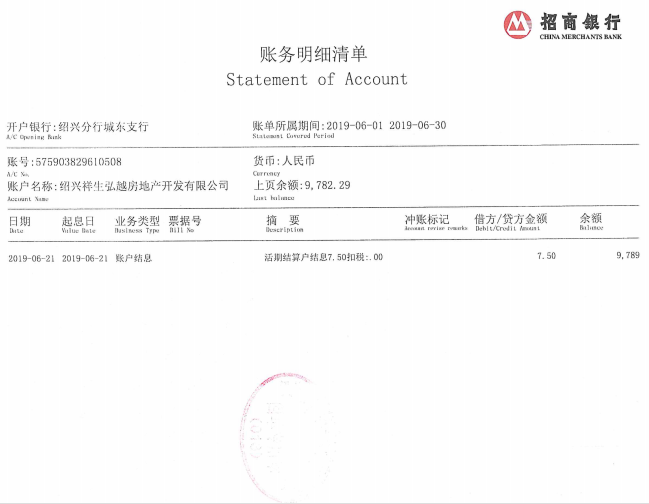 招商银行
CHINA MERCHANTS BANK
账务明细清单
Statement of Account
开户银行:绍兴分行城东支行 账单所属期间:2019-06-01 2019-06-30
A/C Opening Bank Statement Covered Period
账号:575903829610508 货币:人民币
A/C No. Currency
账户名称:绍兴祥生弘越房地产开发有限公司 上页余额:9,782.29
Account Name Last balance
日期 起息日 业务类型 票据号 摘 要 冲账标记 借方/贷方金额 余额
Date Value Date Business Type Bill No Description Account revise remarks Debit/Credit Amount Balance
2019-06-21 2019-06-21 账户结息 活期结算户结息7.50扣税:.00 7.50 9,789